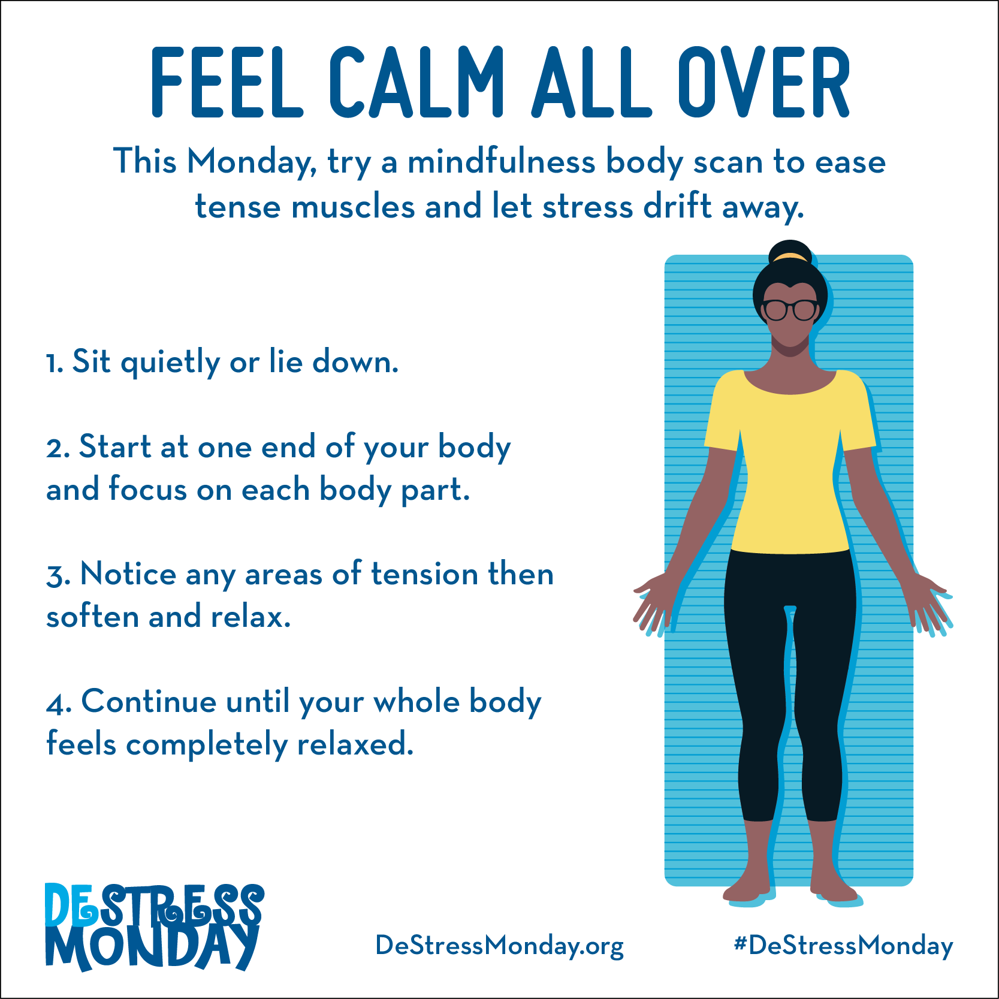 FEEL CALM ALL OVER
This Monday, try a mindfulness body scan to ease
tense muscles and let stress drift away.
1. Sit quietly or lie down.
2. Start at one end of your body
and focus on each body part.
3. Notice any areas of tension then
soften and relax.
4. Continue until your whole body
feels completely relaxed.
DESTRESS
MONDAY
DeStressMonday.org
#DeStressMonday